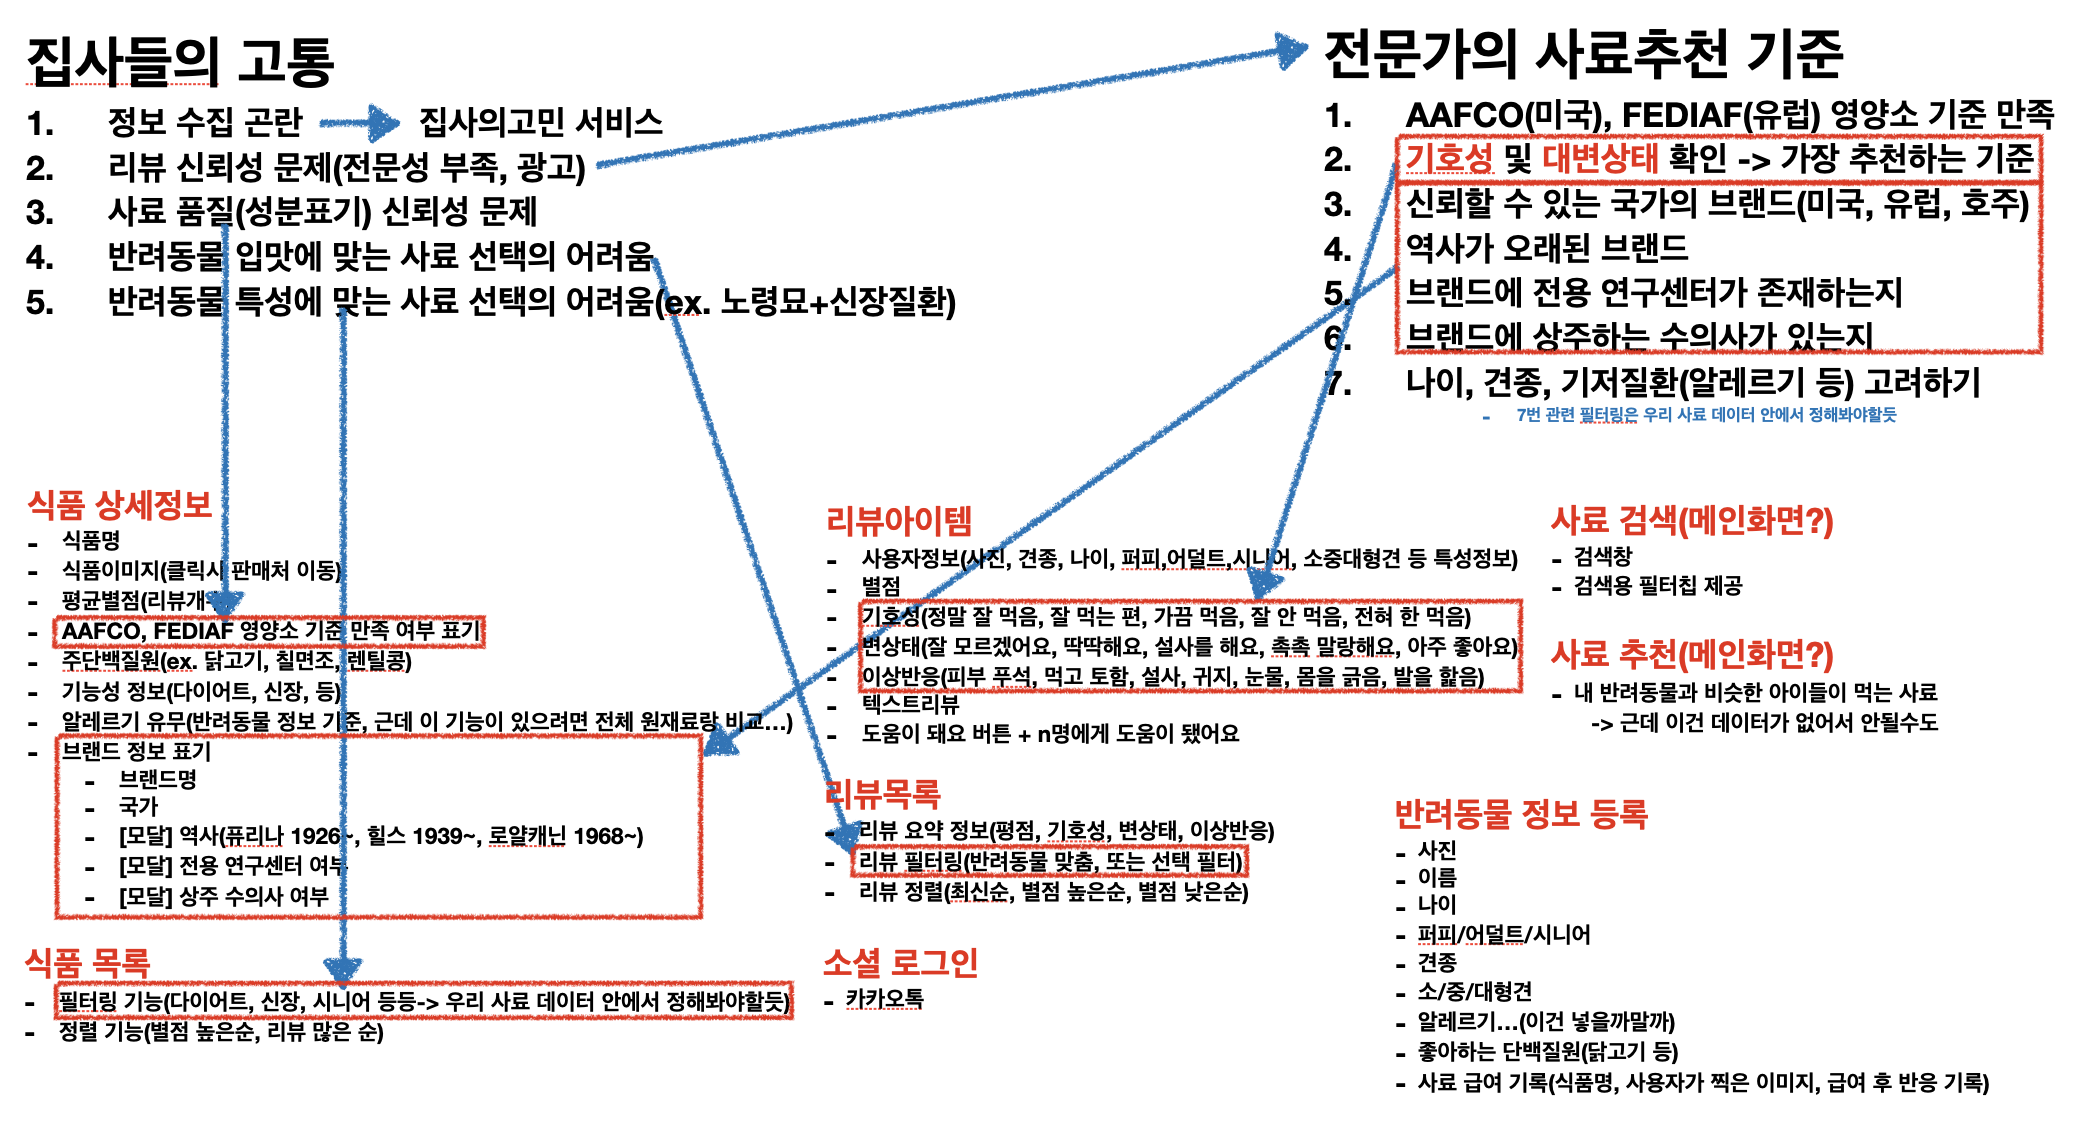 집사들의 고통
1. 정보 수집 곤란 집사의고민 서비스
2. 리뷰 신뢰성 문제(전문성 부족, 광고)
3. 사료 품질(성분표기) 신뢰성 문제
4. 반려동물 입맛에 맞는 사료 선택의 어려움
5. 반려동물 특성에 맞는 사료 선택의 어려움(ex. 노령묘+신장질환)
전문가의 사료추천 기준
1. AAFCO(미국), FEDIAF(유럽) 영양소 기준 만족
2. 기호성 및 대변상태 확인 -> 가장 추천하는 기준
3. 신뢰할 수 있는 국가의 브랜드(미국, 유럽, 호주)
4. 역사가 오래된 브랜드
5. 브랜드에 전용 연구센터가 존재하는지
6. 브랜드에 상주하는 수의사가 있는지
7. 나이, 견종, 기저질환(알레르기 등) 고려하기
- 7번 관련 필터링은 우리 사료 데이터 안에서 정해봐야할듯
식품 상세정보
- 식품명
- 식품이미지(클릭시 판매처 이동)
- 평균별점(리뷰개수)
- AAFCO, FEDIAF 영양소 기준 만족 여부 표기
- 주단백질원(ex. 닭고기, 칠면조, 렌틸콩)
- 기능성 정보(다이어트, 신장, 등)
- 알레르기 유무(반려동물 정보 기준, 근데 이 기능이 있으려면 전체 원재료랑 비교...)
- 브랜드 정보 표기
- 브랜드명
- 국가
- [모달] 역사(퓨리나 1926~, 힐스 1939~, 로얄캐닌 1968~)
- [모달] 전용 연구센터 여부
- [모달] 상주 수의사 여부
식품 목록
- 필터링 기능(다이어트, 신장, 시니어 등등-> 우리 사료 데이터 안에서 정해봐야할듯)
- 정렬 기능(별점 높은순, 리뷰 많은 순)
리뷰아이템
- 사용자정보(사진, 견종, 나이, 퍼피,어덜트,시니어, 소중대형견 등 특성정보)
- 별점
- 기호성(정말 잘 먹음, 잘 먹는 편, 가끔 먹음, 잘 안 먹음, 전혀 한 먹음)
- 변상태(잘 모르겠어요, 딱딱해요, 설사를 해요, 촉촉 말랑해요, 아주 좋아요)
- 이상반응(피부 푸석, 먹고 토함, 설사, 귀지, 눈물, 몸을 긁음, 발을 핥음)
- 텍스트리뷰
- 도움이 돼요 버튼 + n명에게 도움이 됐어요
리뷰목록
- 리뷰 요약 정보(평점, 기호성, 변상태, 이상반응)
- 리뷰 필터링(반려동물 맞춤, 또는 선택 필터)
- 리뷰 정렬(최신순, 별점 높은순, 별점 낮은순)
소셜 로그인
- 카카오톡
사료 검색(메인화면?)
- 검색창
- 검색용 필터칩 제공
사료 추천(메인화면?)
- 내 반려동물과 비슷한 아이들이 먹는 사료
-> 근데 이건 데이터가 없어서 안될수도
반려동물 정보 등록
- 사진
- 이름
- 나이
- 퍼피/어덜트/시니어
- 견종
- 소/중/대형견
- 알레르기...(이건 넣을까말까)
- 좋아하는 단백질원(닭고기 등)
- 사료 급여 기록(식품명, 사용자가 찍은 이미지, 급여 후 반응 기록)